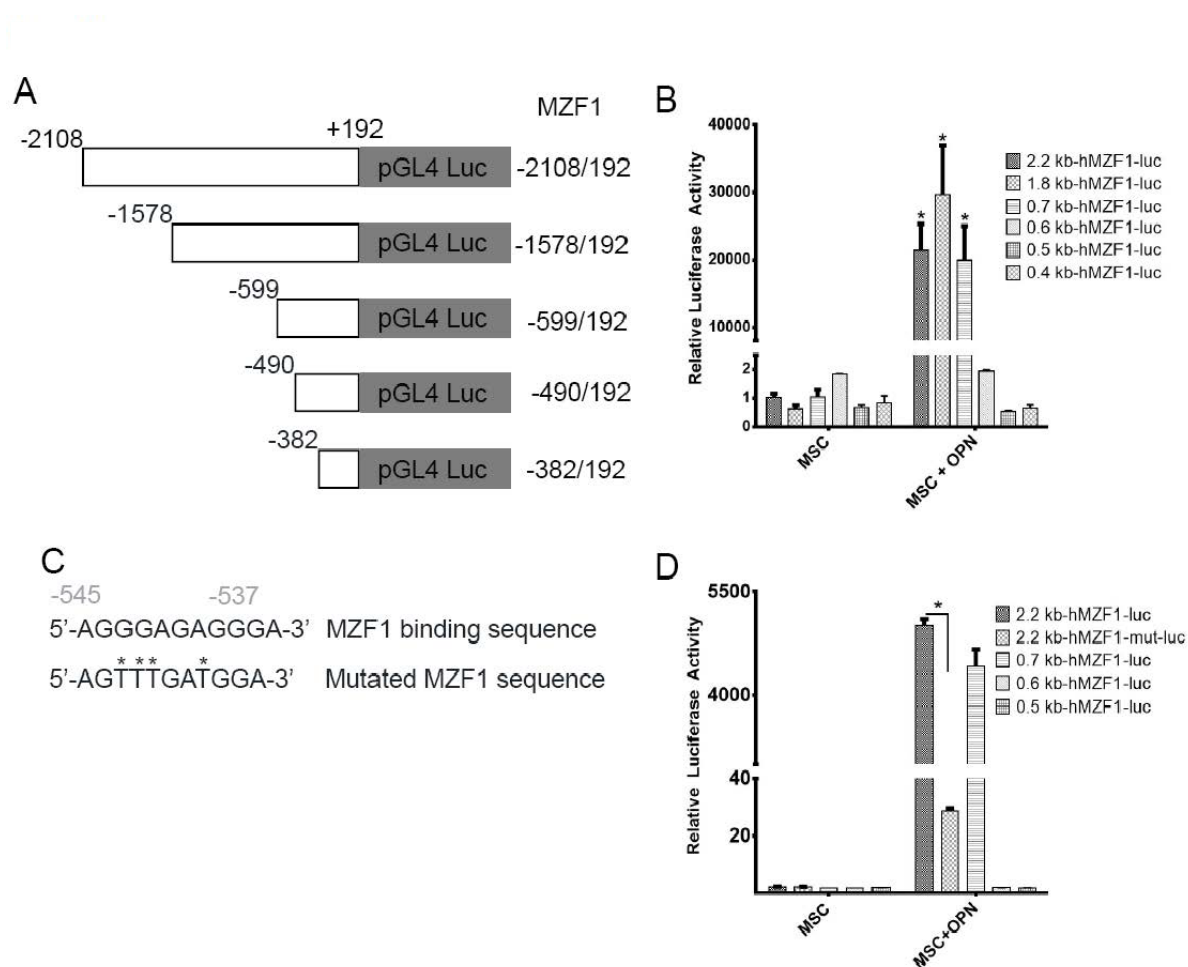 A
MZF1
-2108
+192
pGL4 Luc
-2108/192
-1578
pGL4 Luc
-1578/192
-599
pGL4 Luc
-599/192
-490
pGL4 Luc
-490/192
-382
pGL4 Luc
-382/192
B
Relative Luciferase Activity
40000
30000
20000
10000
2
1
0
* * *
MSC
MSC + OPN
2.2 kb-hMZF1-luc
1.8 kb-hMZF1-luc
0.7 kb-hMZF1-luc
0.6 kb-hMZF1-luc
0.5 kb-hMZF1-luc
0.4 kb-hMZF1-luc
C
-545 -537
5'-AGGGAGAGGGA-3' MZF1 binding sequence
* ** *
5'-AGTTTGATGGA-3' Mutated MZF1 sequence
D
Relative Luciferase Activity
5500
4000
40
20
*
MSC
MSC+OPN
2.2 kb-hMZF1-luc
2.2 kb-hMZF1-mut-luc
0.7 kb-hMZF1-luc
0.6 kb-hMZF1-luc
0.5 kb-hMZF1-luc